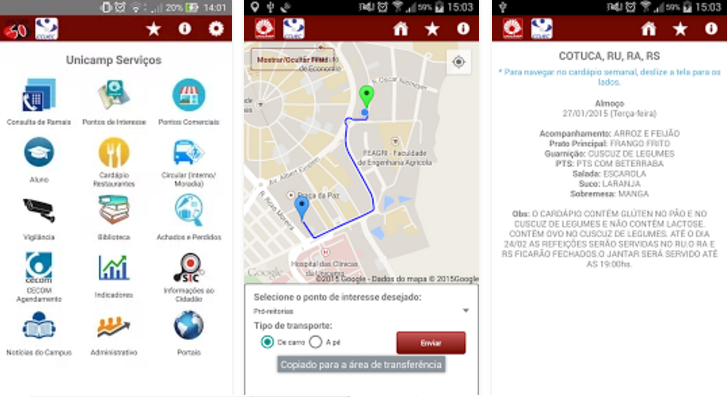 20% 14:01
Unicamp Serviços
Consulta de Ramais
Pontos de Interesse
Pontos Comerciais
Aluno
Cardápio
Restaurantes
Circular (Interno/
Moradia)
Vigilância
Biblioteca
Achados e Perdidos
cecom
CECOM
Agendamento
Indicadores
SIC
Informações ao
Cidadão
Notícias do Campus
Administrativo
Portais
59% 15:03
Mostrar/Ocultar
de Economia
FEAGRI - Faculdade
de Engenharia Agrícola
Av. Albert Einstein
Praça da Paz
Hospital das Clínicas
da Unicamp
Google
©2015 Google - Dados do mapa © 2015Google
Selecione o ponto de interesse desejado:
Pró-reitorias
Tipo de transporte:
De carro
A pé
Enviar
Copiado para a área de transferência
59% 15:03
COTUCA, RU, RA, RS
* Para navegar no cardápio semanal, deslize a tela para os
lados.
Almoço
27/01/2015 (Terça-feira)
Acompanhamento: ARROZ E FEIJÃO
Prato Principal: FRANGO FRITO
Guarnição: CUSCUZ DE LEGUMES
PTS: PTS COM BETERRABA
Salada: ESCAROLA
Suco: LARANJA
Sobremesa: MANGA
Obs: O CARDÁPIO CONTÉM GLÚTEN NO PÃO E NO
CUSCUZ DE LEGUMES E NÃO CONTÉM LACTOSE.
CONTÉM OVO NO CUSCUZ DE LEGUMES. ATÉ O DIA
24/02 AS REFEIÇÕES SERÃO SERVIDAS NO RU.O RA E
RS FICARÃO FECHADOS.O JANTAR SERÁ SERVIDO ATÉ
AS 19:00hs.